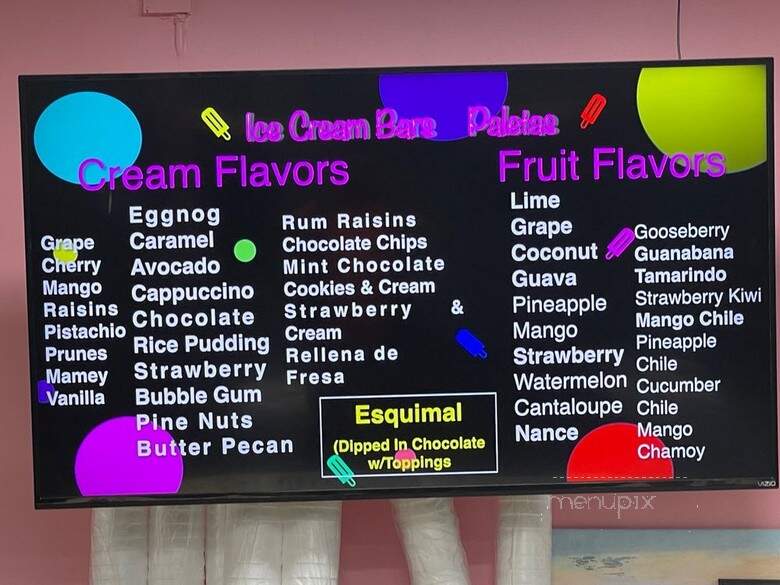 Ice Cream Bars Paletas
Cream Flavors
Grape
Cherry
Mango
Raisins
Pistachio
Prunes
Mamey
Vanilla
Eggnog
Caramel
Avocado
Cappuccino
Chocolate
Rice Pudding
Strawberry
Bubble Gum
Pine Nuts
Butter Pecan
Rum Raisins
Chocolate Chips
Mint Chocolate
Cookies & Cream
Strawberry &
Cream
Rellena de
Fresa
Esquimal
(Dipped In Chocolate
w/Toppings
Fruit Flavors
Lime
Grape
Coconut
Guava
Pineapple
Mango
Strawberry
Watermelon
Cantaloupe
Nance
Gooseberry
Guanabana
Tamarindo
Strawberry Kiwi
Mango Chile
Pineapple
Chile
Cucumber
Chile
Mango
Chamoy
VIZIO
menupix